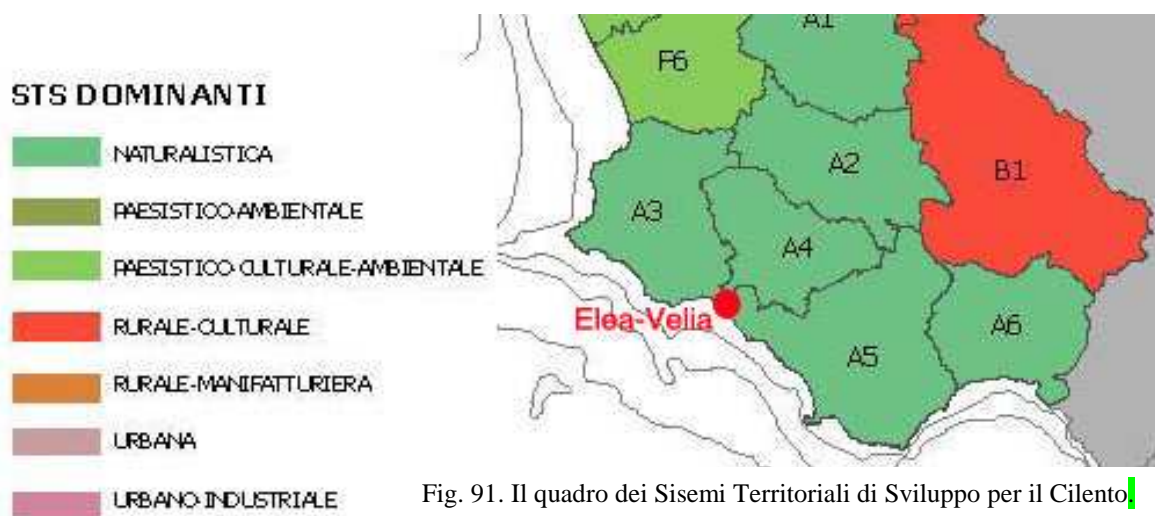 STS DOMINANTI
NATURALISTICA
PAESISTICO-AMBIENTALE
PAESISTICO-CULTURALE-AMBIENTALE
RURALE-CULTURALE
RURALE-MANIFATTURIERA
URBANA
URBANO-INDUSTRIALE
A1
F6
A2
B1
A3
A4
Elea-Velia
A5
A6
Fig. 91. Il quadro dei Sisemi Territoriali di Sviluppo per il Cilento.